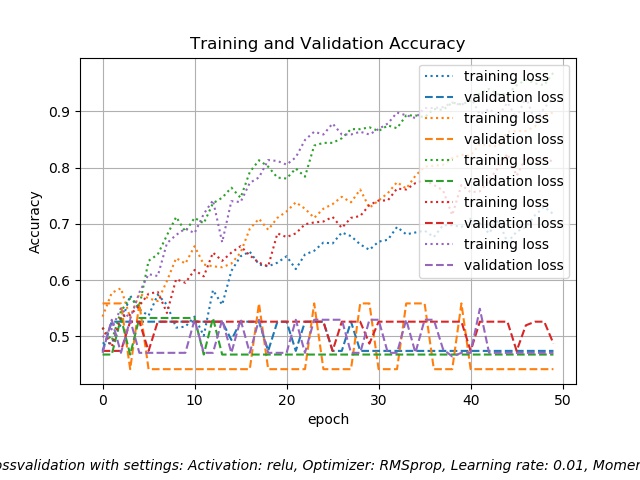 Training and Validation Accuracy
training loss
validation loss
training loss
validation loss
training loss
validation loss
training loss
validation loss
training loss
validation loss
Accuracy
0.9
0.8
0.7
0.6
0.5
0 10 20 30 40 50
epoch
ossvalidation with settings: Activation: relu, Optimizer: RMSprop, Learning rate: 0.01, Momen